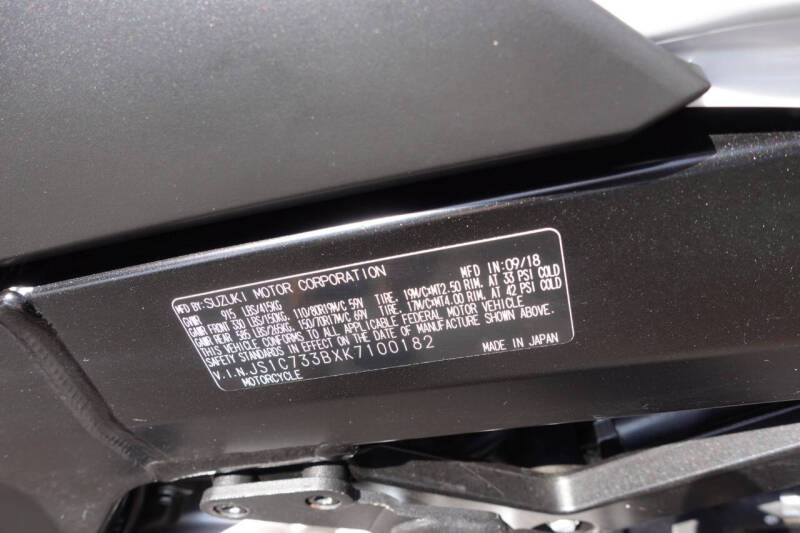 MFD BY:SUZUKI MOTOR CORPORATION MFD IN:09/18
GVWR 915 LBS/415KG
GAWR FRONT 330 LBS/150KG, 110/80R19M/C 59V TIRE, 19M/C×MT2.50 RIM, AT 33 PSI COLD
GAWR REAR 585 LBS/265KG, 150/70R17M/C 69V TIRE, 17M/C×MT4.00 RIM, AT 42 PSI COLD
THIS VEHICLE CONFORMS TO ALL APPLICABLE FEDERAL MOTOR VEHICLE
SAFETY STANDARDS IN EFFECT ON THE DATE OF MANUFACTURE SHOWN ABOVE.
V.I.N.JS1C733BXK7100182 MADE IN JAPAN
MOTORCYCLE